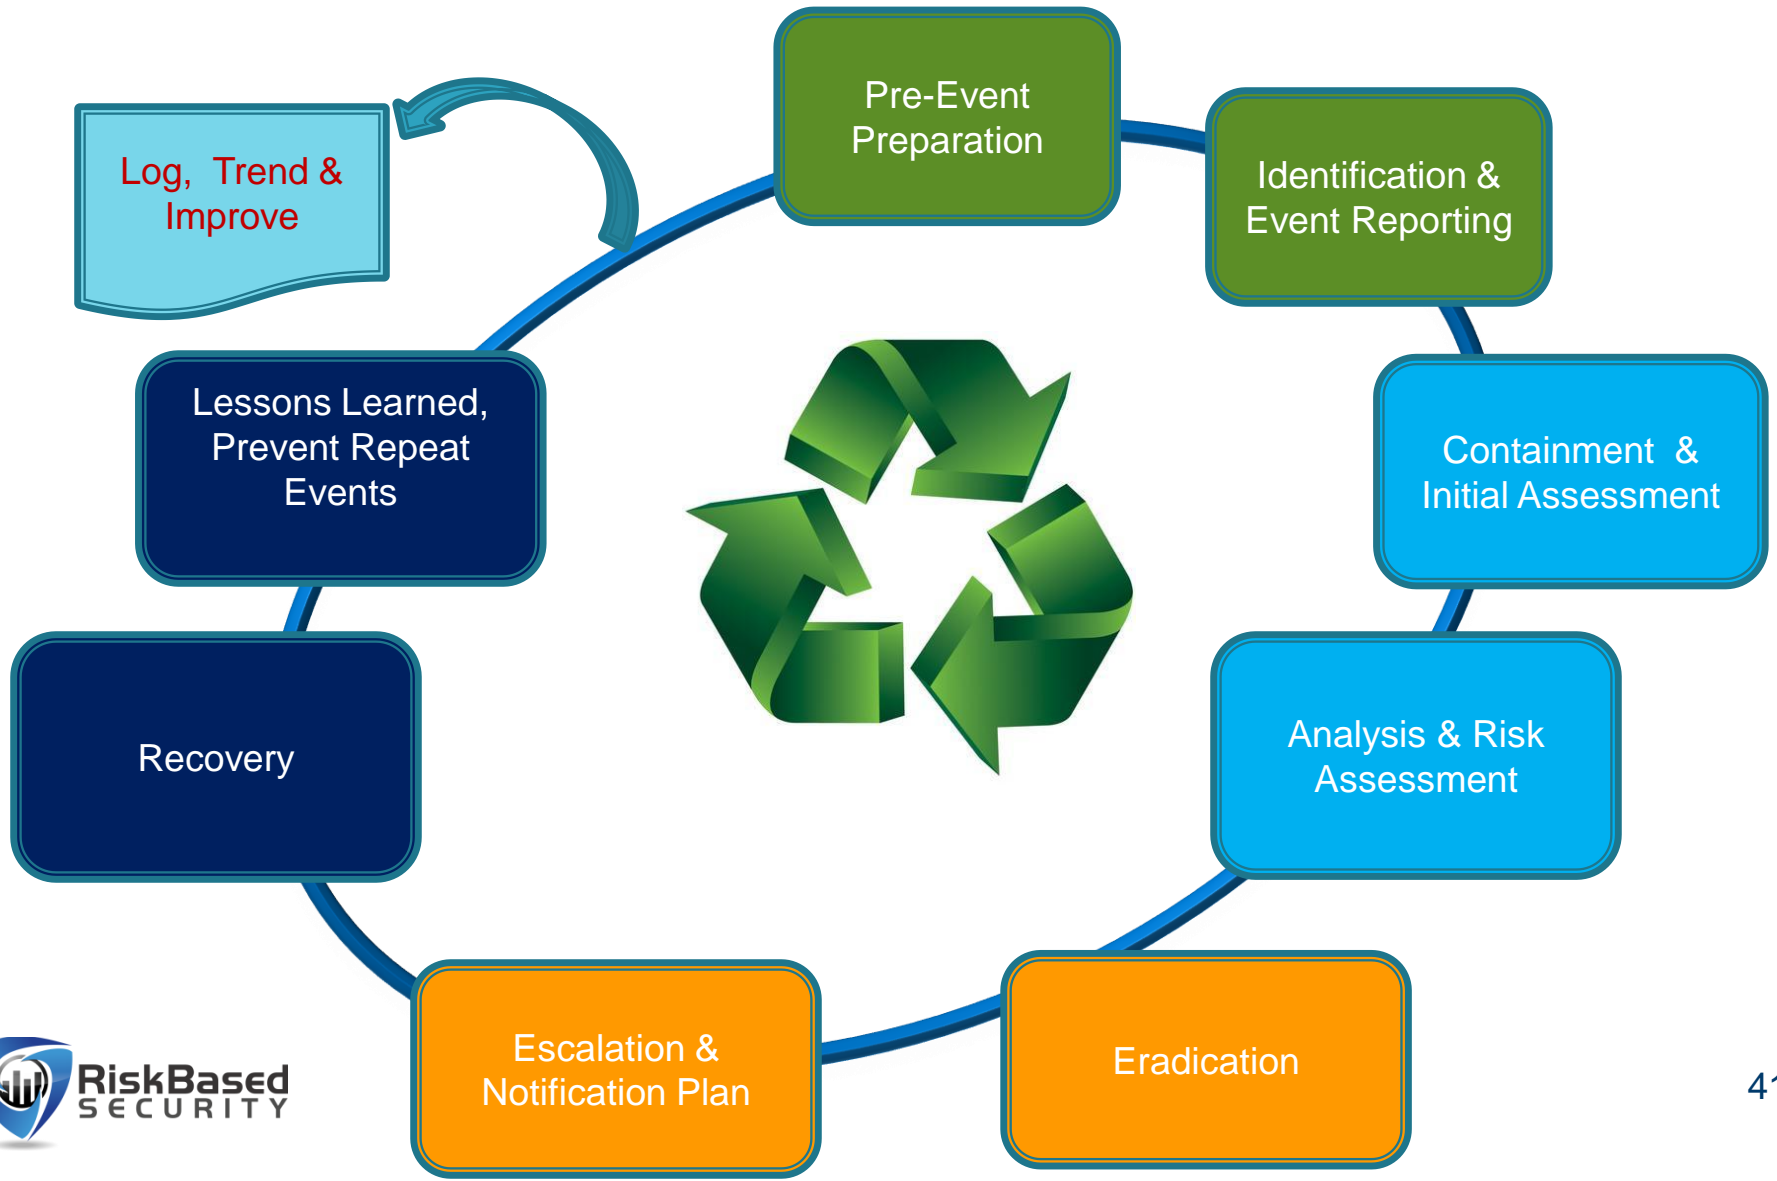 Pre-Event
Preparation
Identification &
Event Reporting
Containment  &
Initial Assessment
Analysis & Risk
Assessment
Eradication
Escalation &
Notification Plan
Recovery
Lessons Learned,
Prevent Repeat
Events
Log,  Trend &
Improve
RiskBased
SECURITY
41